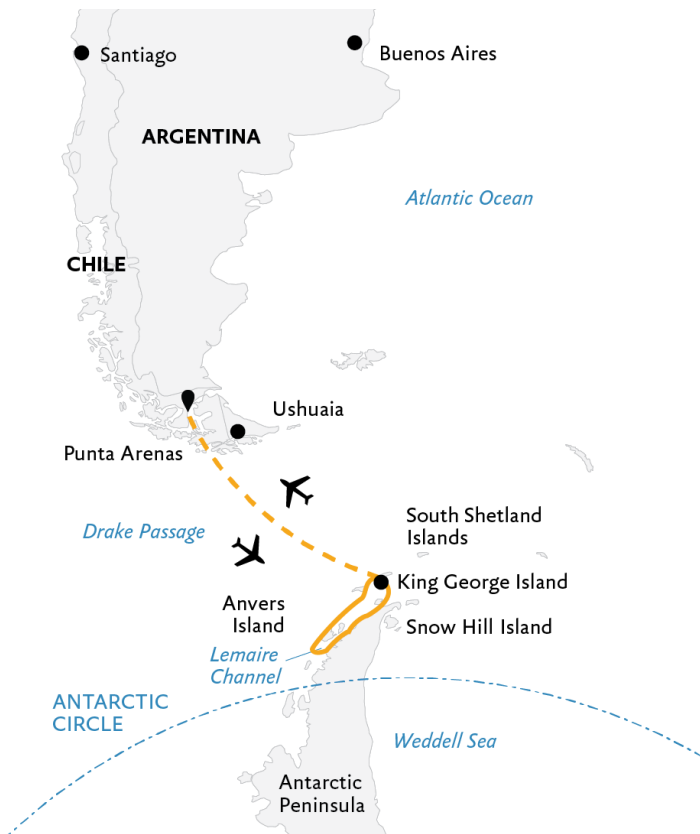 Santiago
Buenos Aires
ARGENTINA
Atlantic Ocean
CHILE
Ushuaia
Punta Arenas
Drake Passage
South Shetland
Islands
King George Island
Anvers
Island
Snow Hill Island
Lemaire
Channel
ANTARCTIC
CIRCLE
Weddell Sea
Antarctic
Peninsula